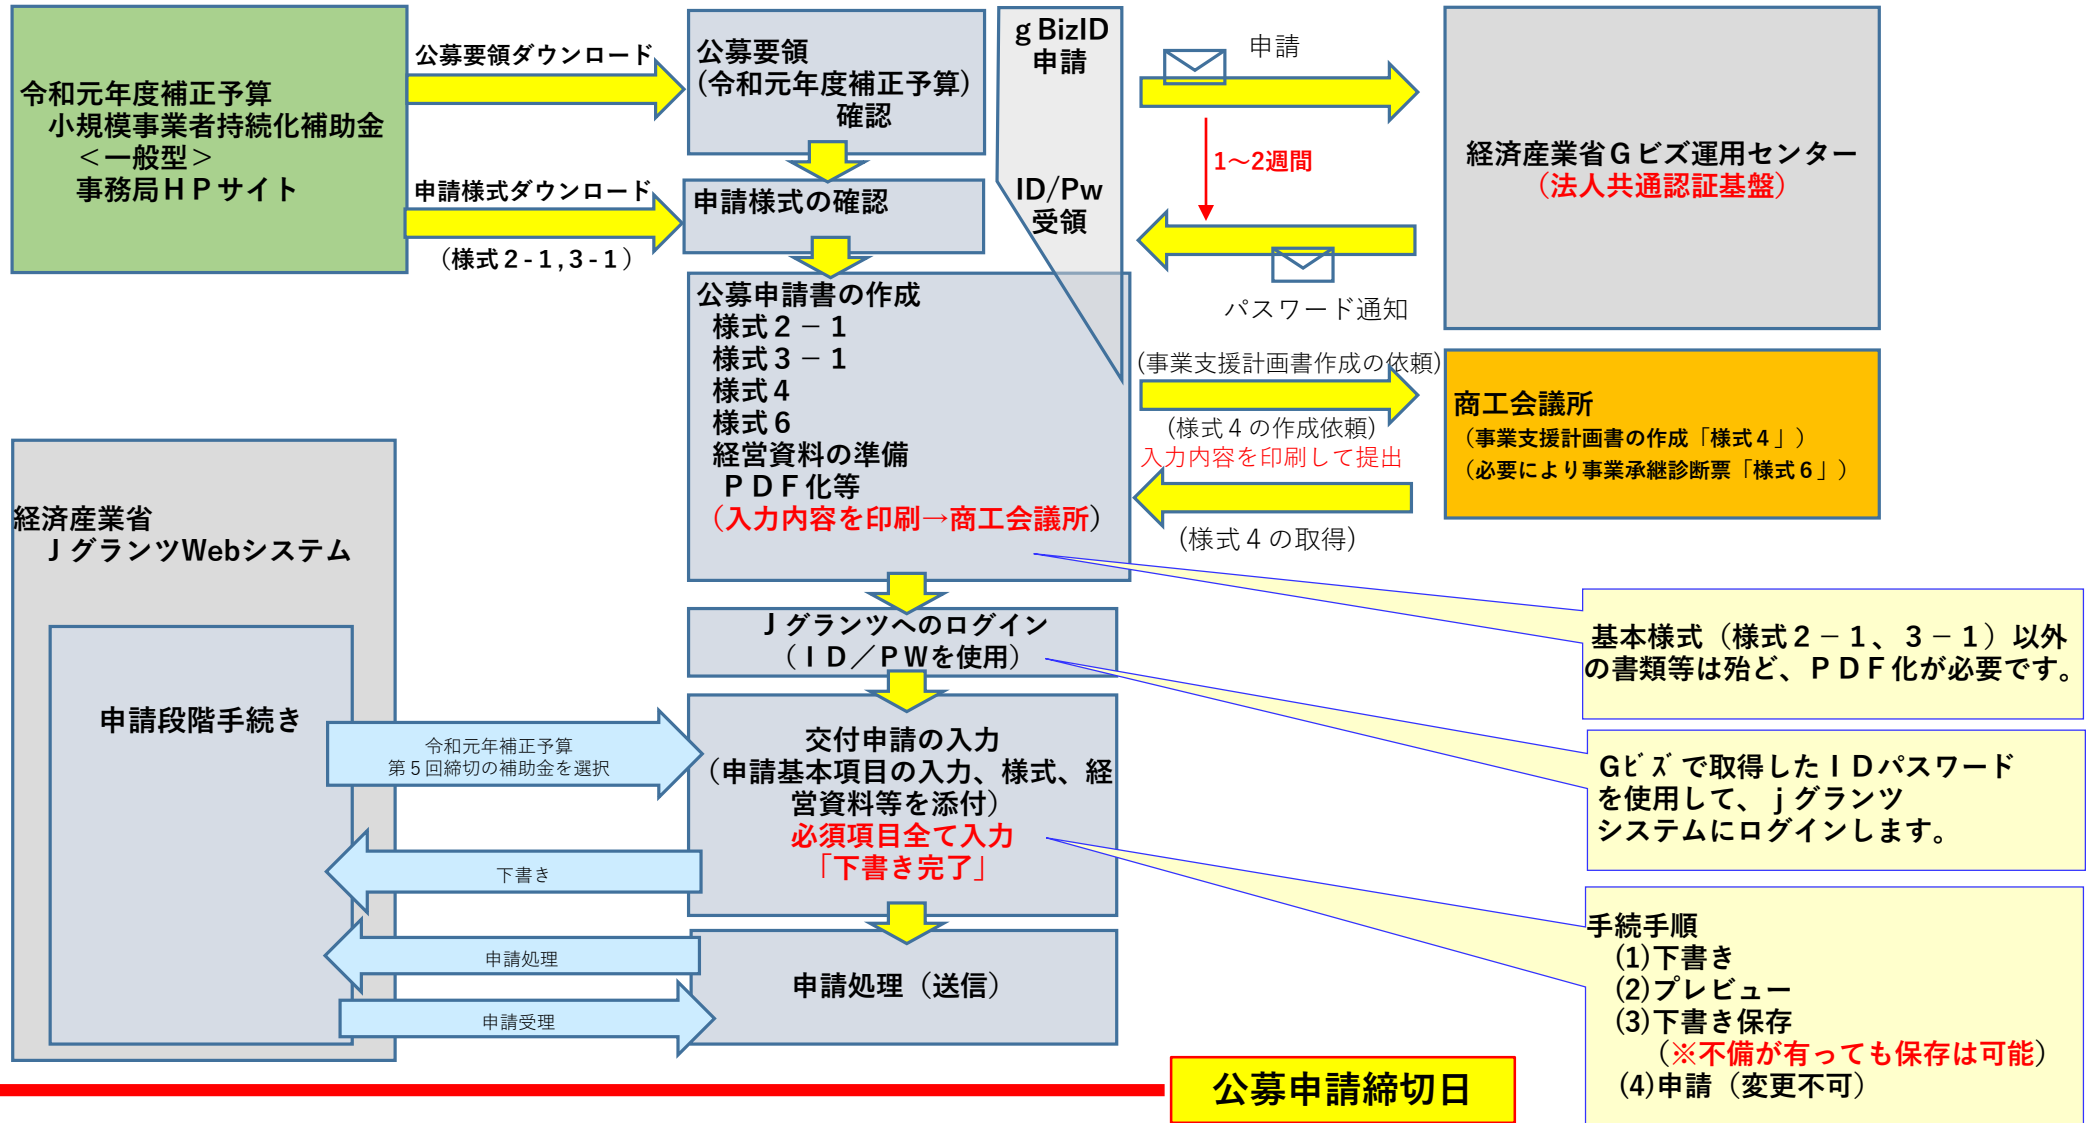 令和元年度補正予算
小規模事業者持続化補助金
＜一般型＞
事務局ＨＰサイト
公募要領ダウンロード
申請様式ダウンロード
(様式２-１,３-１)
公募要領
(令和元年度補正予算)
確認
申請様式の確認
ｇBizID
申請
ID/Pw
受領
申請
1～2週間
パスワード通知
経済産業省Ｇビズ運用センター
（法人共通認証基盤）
公募申請書の作成
様式２－１
様式３－１
様式４
様式６
経営資料の準備
ＰＤＦ化等
（入力内容を印刷→商工会議所）
(事業支援計画書作成の依頼)
(様式４の作成依頼)
入力内容を印刷して提出
(様式４の取得)
商工会議所
（事業支援計画書の作成「様式４」）
（必要により事業承継診断票「様式６」）
経済産業省
ＪグランツWebシステム
申請段階手続き
Ｊグランツへのログイン
（ＩＤ／ＰＷを使用）
令和元年補正予算
第５回締切の補助金を選択
交付申請の入力
（申請基本項目の入力、様式、経
営資料等を添付）
必須項目全て入力
「下書き完了」
下書き
申請処理
申請受理
申請処理（送信）
基本様式（様式２－１、３－１）以外
の書類等は殆ど、ＰＤＦ化が必要です。
Gﾋﾞｽﾞで取得したＩＤパスワード
を使用して、ｊグランツ
システムにログインします。
手続手順
(1)下書き
(2)プレビュー
(3)下書き保存
（※不備が有っても保存は可能）
(4)申請（変更不可）
公募申請締切日